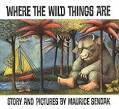 WHERE THE WILD THINGS ARE
STORY AND PICTURES BY MAURICE SENDAK